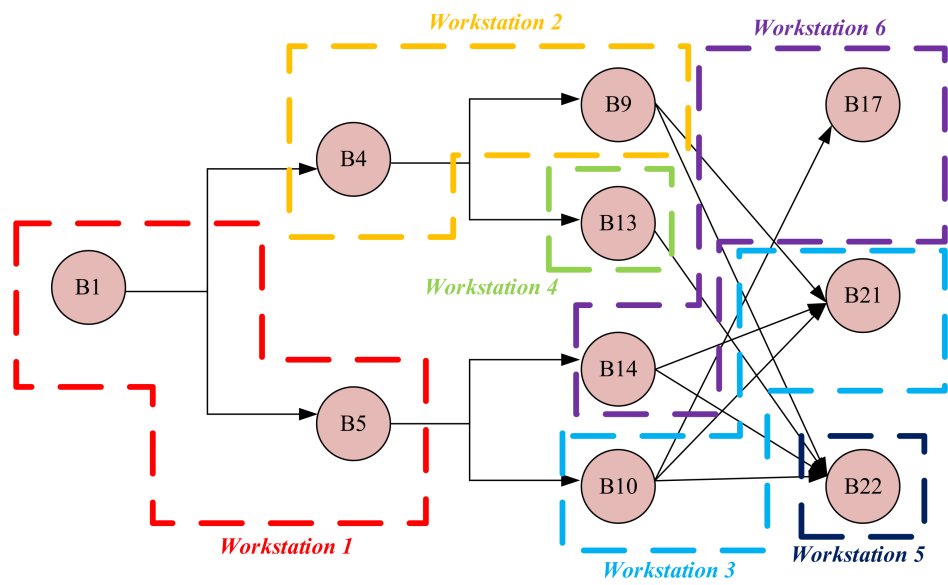 Workstation 2
Workstation 6
B9
B17
B4
B13
B1
Workstation 4
B21
B14
B5
B10
B22
Workstation 1
Workstation 5
Workstation 3